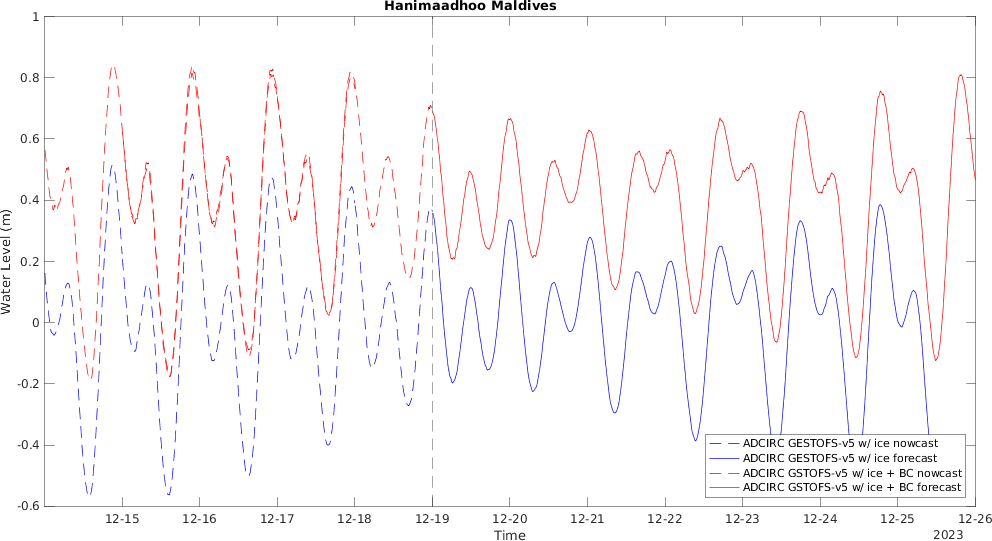 Hanimaadhoo Maldives
Water Level (m)
1
0.8
0.6
0.4
0.2
0
-0.2
-0.4
-0.6
ADCIRC GESTOFS-v5 w/ ice nowcast
ADCIRC GESTOFS-v5 w/ ice forecast
ADCIRC GSTOFS-v5 w/ ice + BC nowcast
ADCIRC GSTOFS-v5 w/ ice + BC forecast
12-15 12-16 12-17 12-18 12-19 12-20 12-21 12-22 12-23 12-24 12-25 12-26
Time
2023